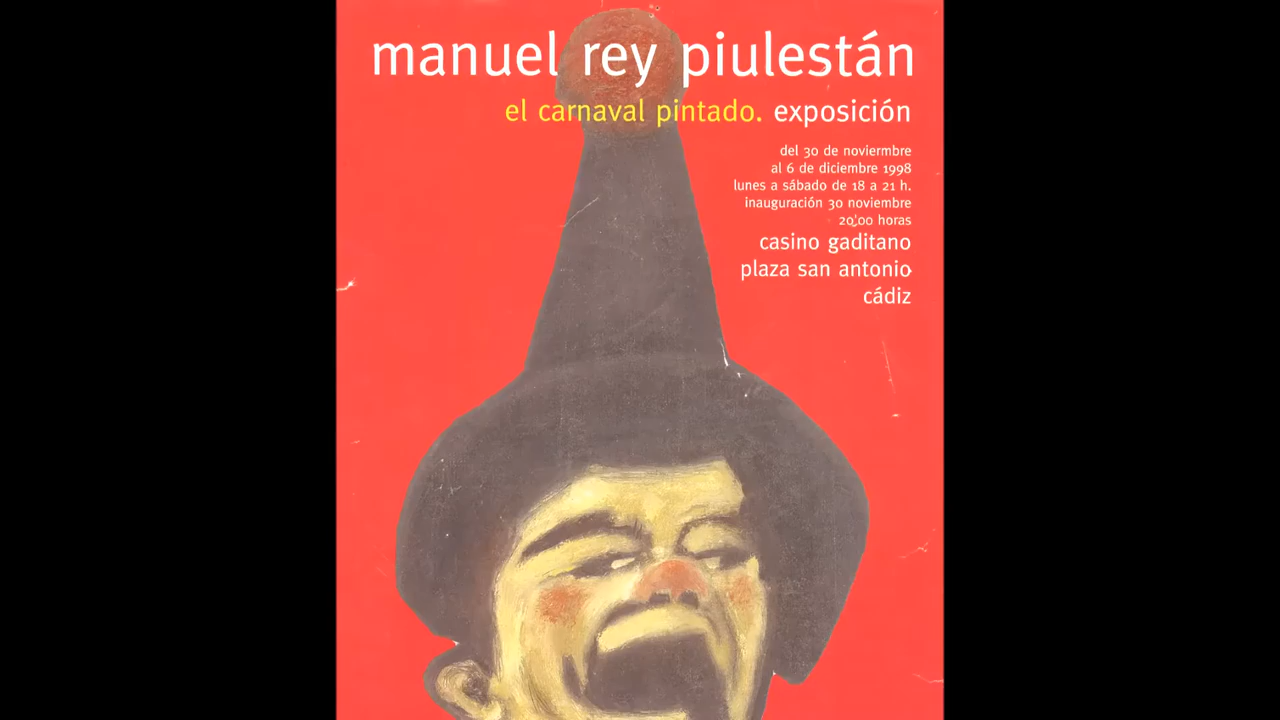 manuel rey piulestán
el carnaval pintado. exposición
del 30 de noviermbre
al 6 de diciembre 1998
lunes a sábado de 18 a 21 h.
inauguración 30 noviembre
20'00 horas
casino gaditano
plaza san antonio
cádiz